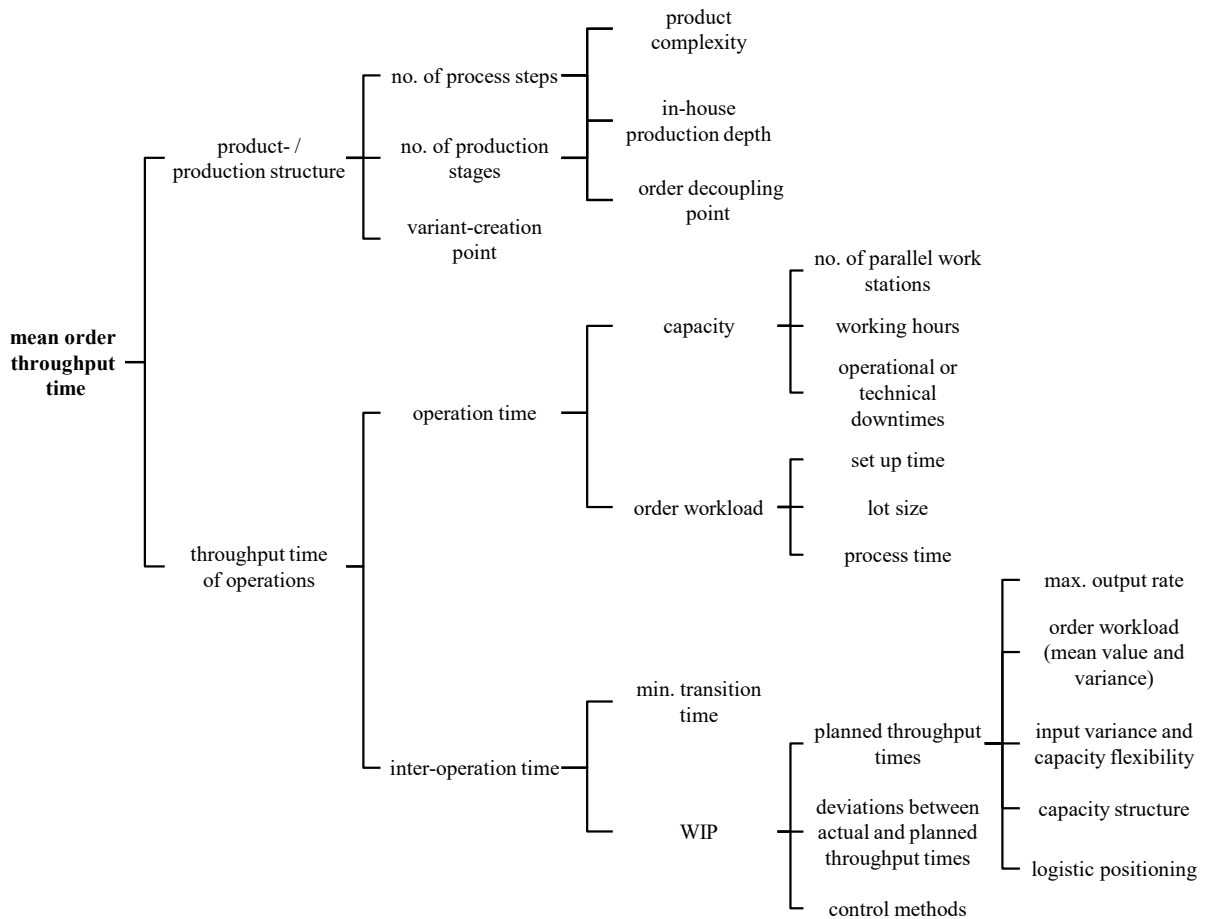 mean order
throughput
time
product- /
production structure
throughput time
of operations
no. of process steps
no. of production
stages
variant-creation
point
operation time
inter-operation time
product
complexity
in-house
production depth
order decoupling
point
capacity
order workload
min. transition
time
WIP
no. of parallel work
stations
working hours
operational or
technical
downtimes
set up time
lot size
process time
planned throughput
times
deviations between
actual and planned
throughput times
control methods
max. output rate
order workload
(mean value and
variance)
input variance and
capacity flexibility
capacity structure
logistic positioning